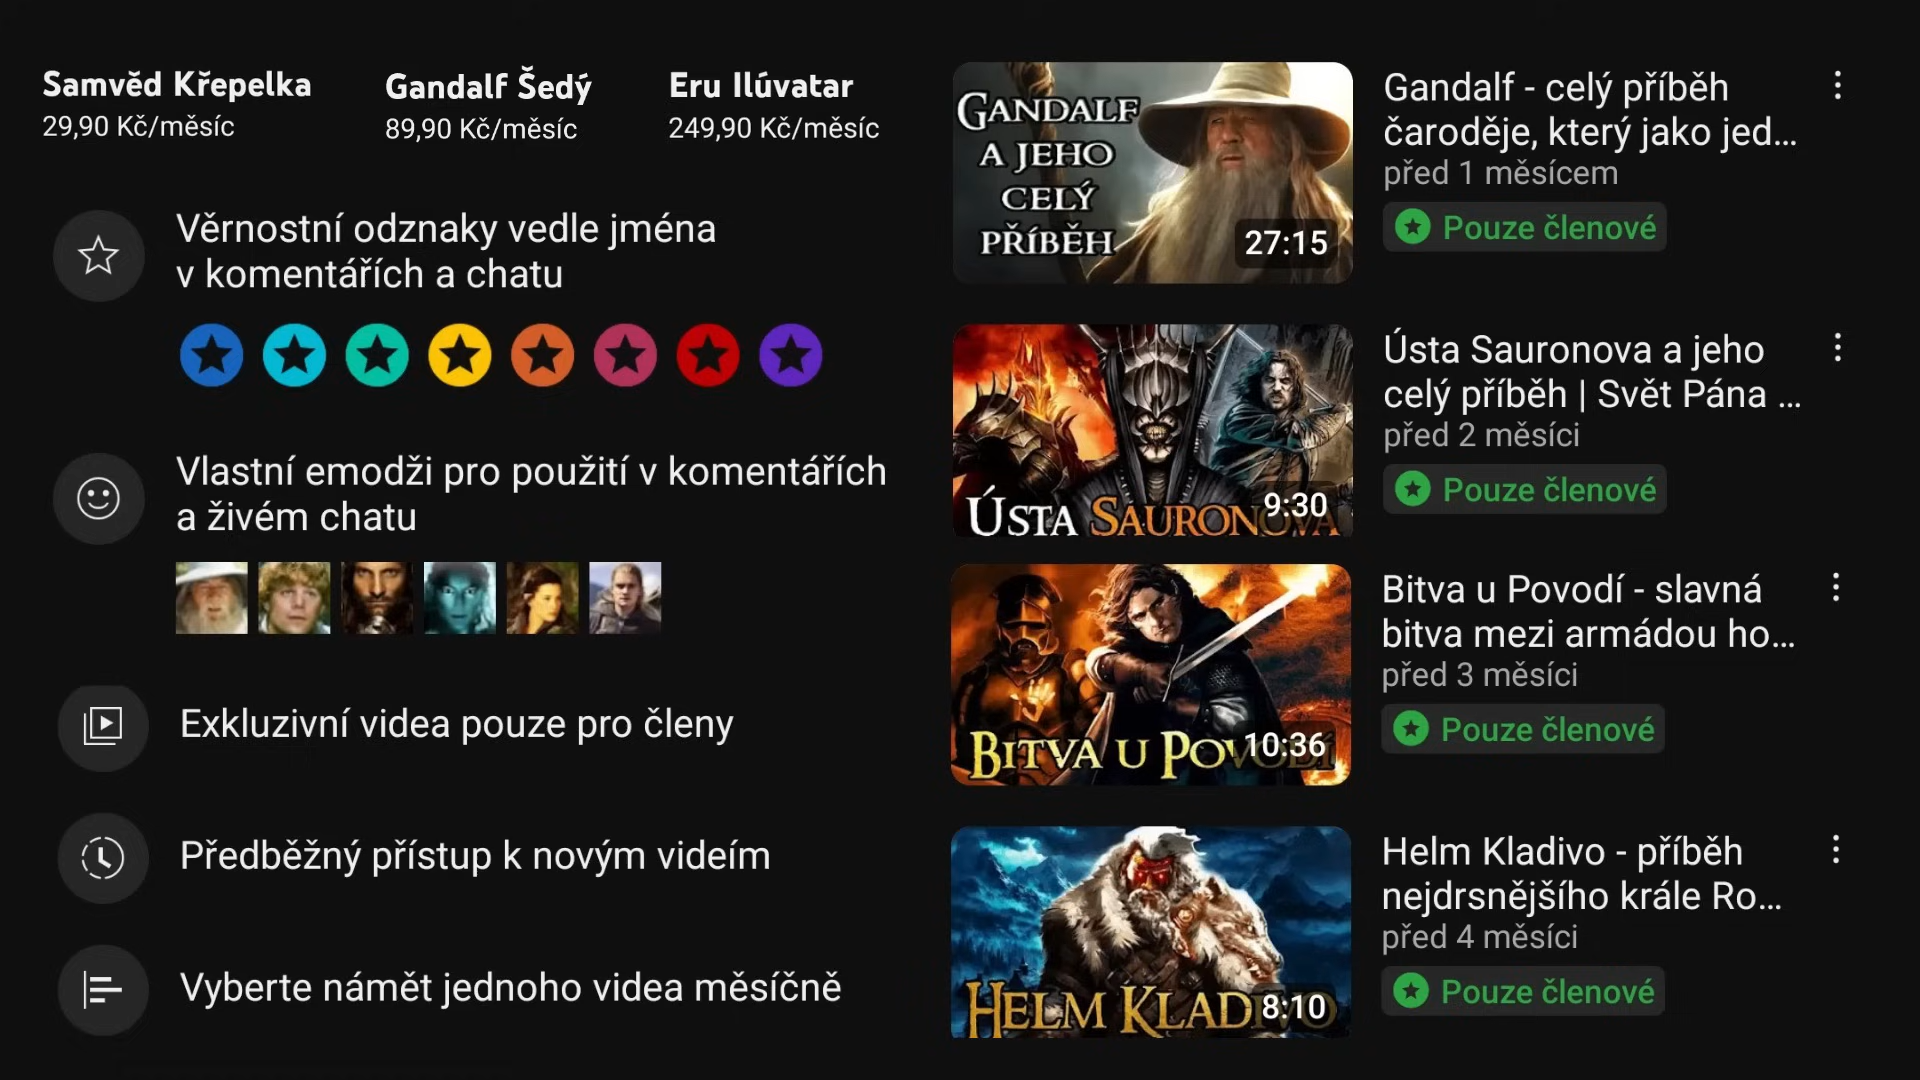 Samvěd Křepelka
29,90 Kč/měsíc
Gandalf Šedý
89,90 Kč/měsíc
Eru Ilúvatar
249,90 Kč/měsíc
Věrnostní odznaky vedle jména
v komentářích a chatu
Vlastní emodži pro použití v komentářích
a živém chatu
Exkluzivní videa pouze pro členy
Předběžný přístup k novým videím
Vyberte námět jednoho videa měsíčně
GANDALF
A JEHO
CELÝ
PŘÍBĚH
27:15
Gandalf - celý příběh
čaroděje, který jako jed...
před 1 měsícem
Pouze členové
ÚSTA SAURONOVA
9:30
Ústa Sauronova a jeho
celý příběh | Svět Pána ...
před 2 měsíci
Pouze členové
BITVA U POVODÍ
10:36
Bitva u Povodí - slavná
bitva mezi armádou ho...
před 3 měsíci
Pouze členové
HELM KLADIVO
8:10
Helm Kladivo - příběh
nejdrsnějšího krále Ro...
před 4 měsíci
Pouze členové